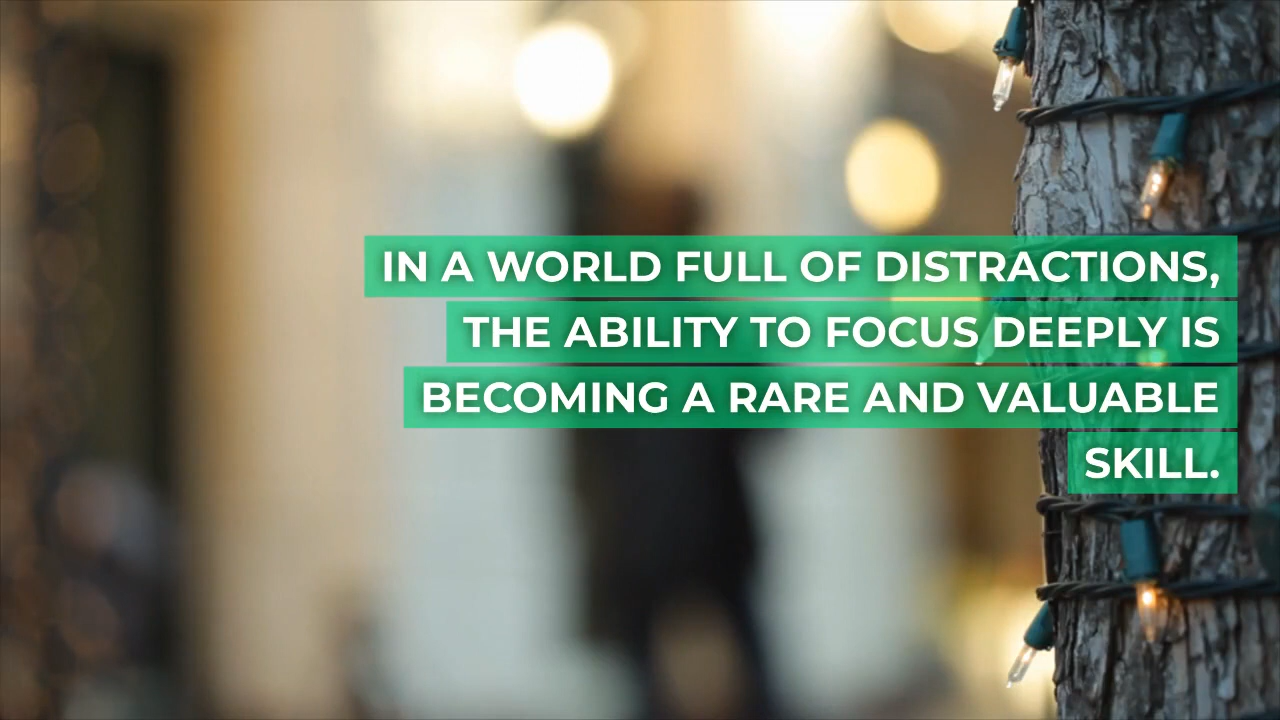 IN A WORLD FULL OF DISTRACTIONS,
THE ABILITY TO FOCUS DEEPLY IS
BECOMING A RARE AND VALUABLE
SKILL.